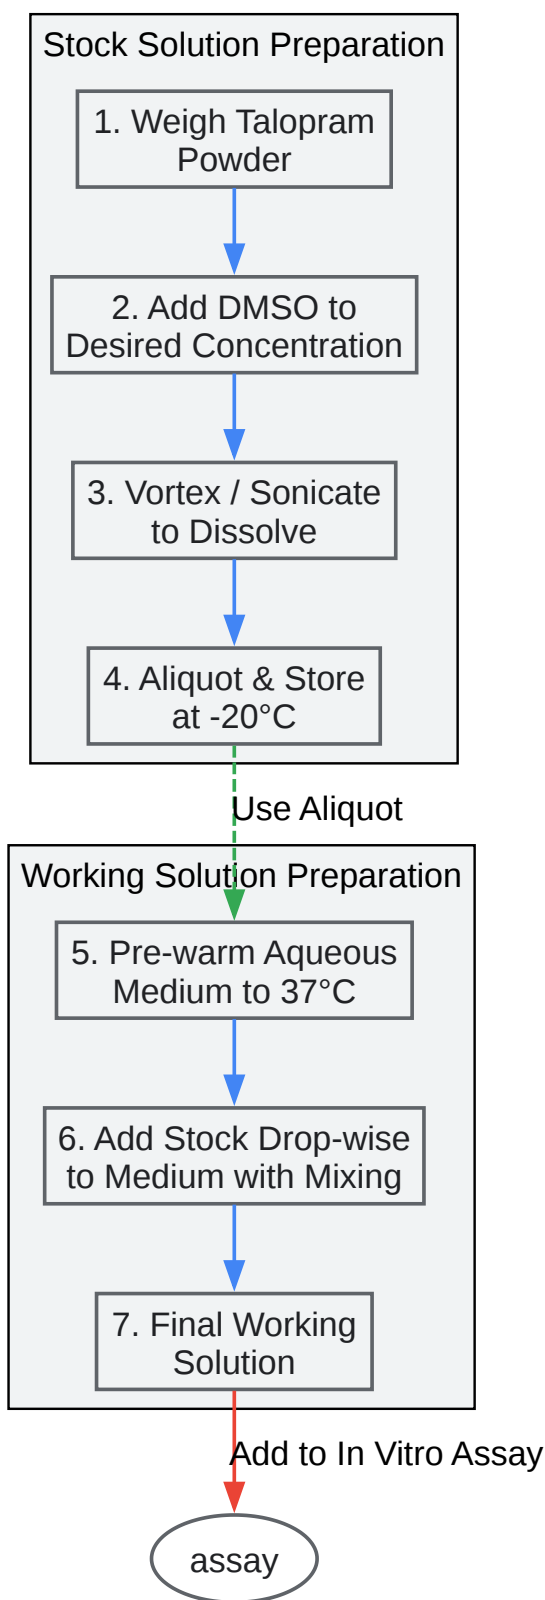 Stock Solution Preparation
1. Weigh Talopram
Powder
2. Add DMSO to
Desired Concentration
3. Vortex / Sonicate
to Dissolve
4. Aliquot & Store
at -20°C
Use Aliquot
Working Solution Preparation
5. Pre-warm Aqueous
Medium to 37°C
6. Add Stock Drop-wise
to Medium with Mixing
7. Final Working
Solution
Add to In Vitro Assay
assay